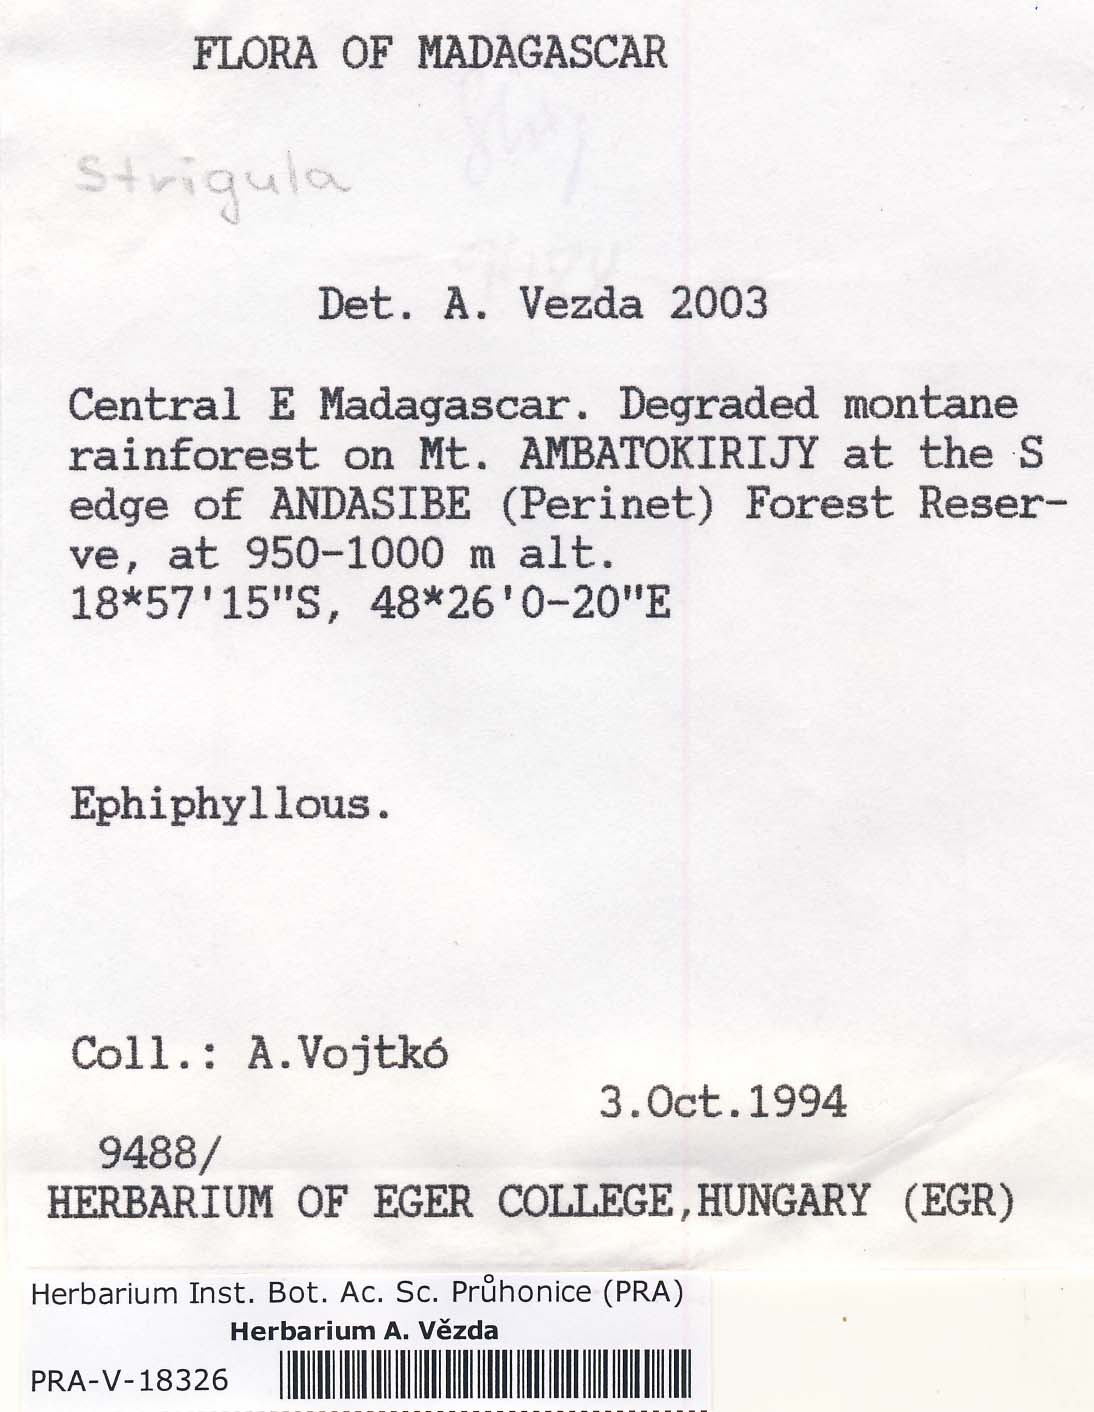 FLORA OF MADAGASCAR
Strigula
Det. A. Vezda 2003
Central E Madagascar. Degraded montane
rainforest on Mt. AMBATOKIRIJY at the S
edge of ANDASIBE (Perinet) Forest Reser-
ve, at 950-1000 m alt.
18*57'15"S, 48*26'0-20"E
Ephiphyllous.
Coll.: A.Vojtkó
3.Oct.1994
9488/
HERBARIUM OF EGER COLLEGE,HUNGARY (EGR)
Herbarium Inst. Bot. Ac. Sc. Průhonice (PRA)
Herbarium A. Vězda
PRA-V-18326